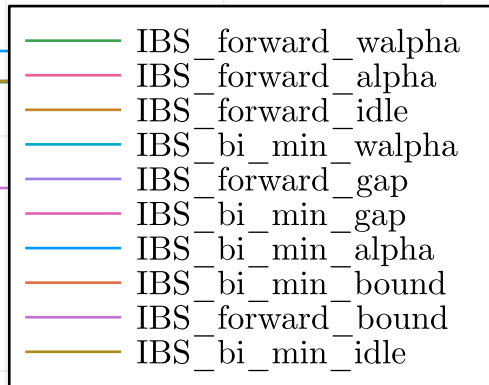 IBS_forward_walpha
IBS_forward_alpha
IBS_forward_idle
IBS_bi_min_walpha
IBS_forward_gap
IBS_bi_min_gap
IBS_bi_min_alpha
IBS_bi_min_bound
IBS_forward_bound
IBS_bi_min_idle